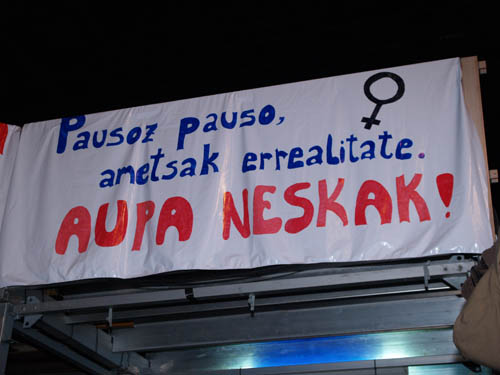 Pausoz pauso,
ametsak errealitate.
AUPA NESKAK!